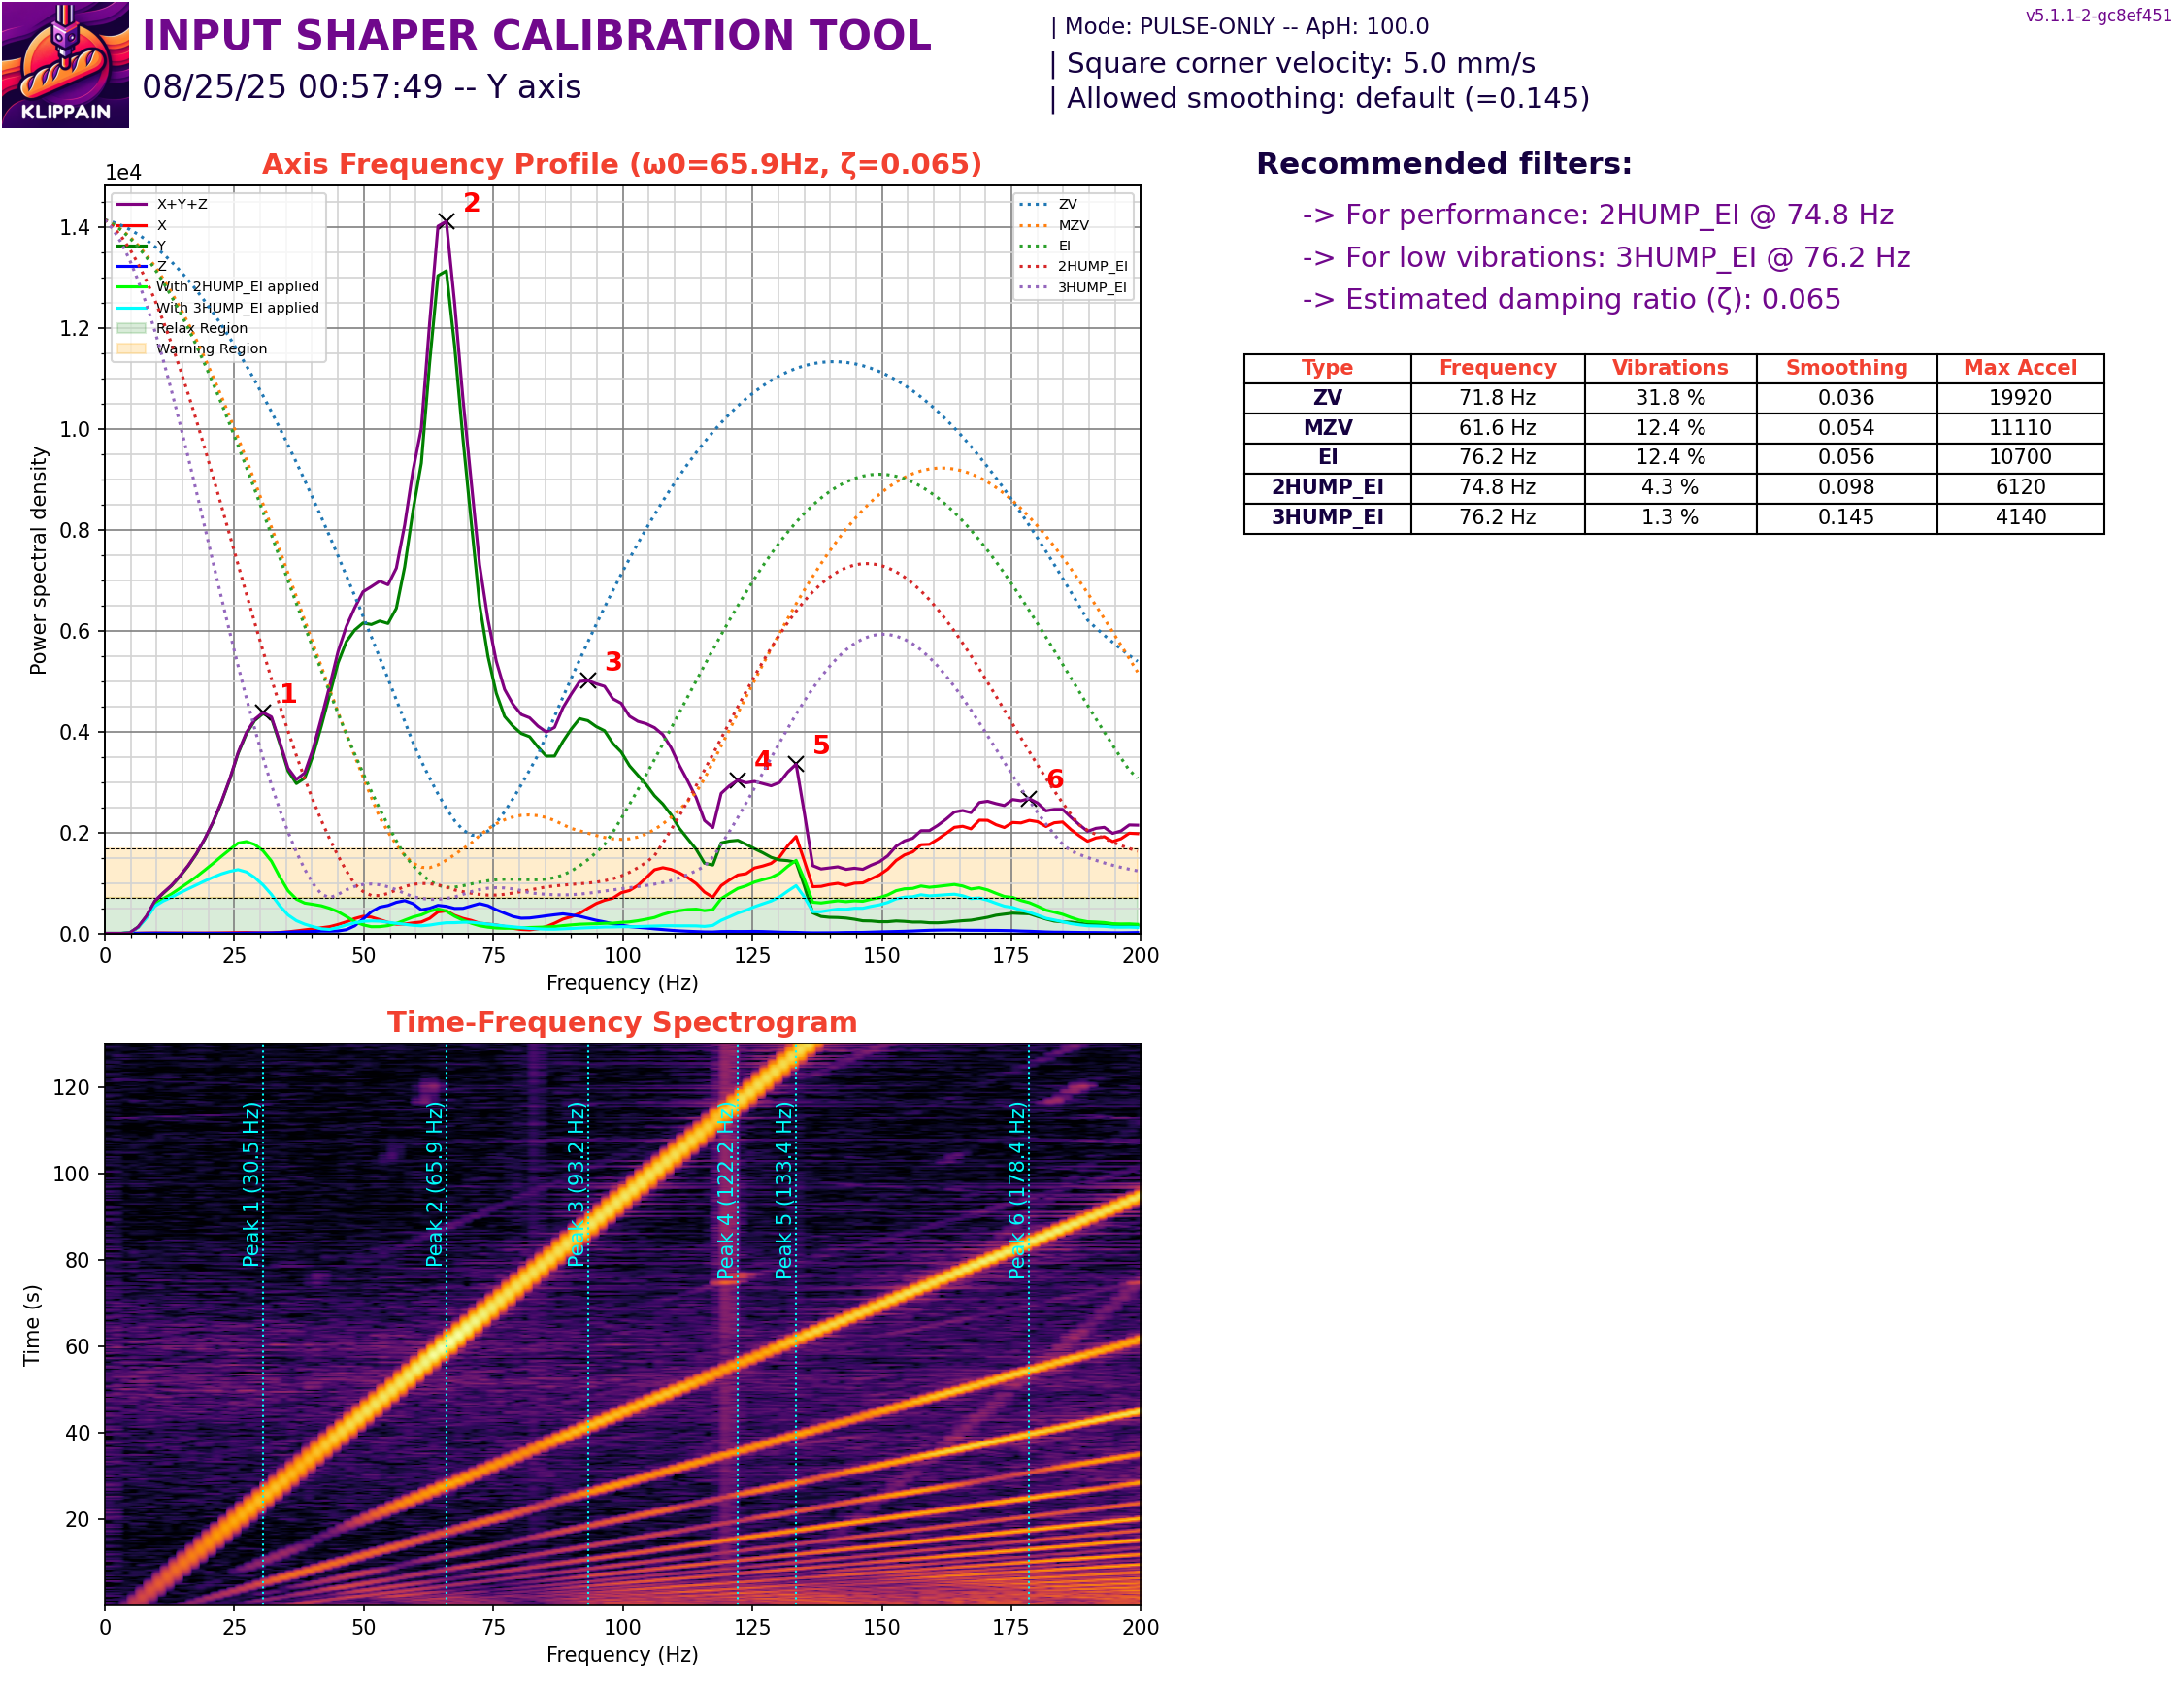 v5.1.1-2-gc8ef451
KLIPPAIN
INPUT SHAPER CALIBRATION TOOL
08/25/25 00:57:49 -- Y axis
| Mode: PULSE-ONLY -- ApH: 100.0
| Square corner velocity: 5.0 mm/s
| Allowed smoothing: default (=0.145)
Axis Frequency Profile (ω0=65.9Hz, ζ=0.065)
1e4
X+Y+Z
X
Y
Z
With 2HUMP_EI applied
With 3HUMP_EI applied
Relax Region
Warning Region
ZV
MZV
EI
2HUMP_EI
3HUMP_EI
1
2
3
4
5
6
Power spectral density
1.4
1.2
1.0
0.8
0.6
0.4
0.2
0.0
0 25 50 75 100 125 150 175 200
Frequency (Hz)
Recommended filters:
-> For performance: 2HUMP_EI @ 74.8 Hz
-> For low vibrations: 3HUMP_EI @ 76.2 Hz
-> Estimated damping ratio (ζ): 0.065
Type Frequency Vibrations Smoothing Max Accel
ZV 71.8 Hz 31.8 % 0.036 19920
MZV 61.6 Hz 12.4 % 0.054 11110
EI 76.2 Hz 12.4 % 0.056 10700
2HUMP_EI 74.8 Hz 4.3 % 0.098 6120
3HUMP_EI 76.2 Hz 1.3 % 0.145 4140
Time-Frequency Spectrogram
Time (s)
120
100
80
60
40
20
Peak 1 (30.5 Hz)
Peak 2 (65.9 Hz)
Peak 3 (93.2 Hz)
Peak 4 (122.2 Hz)
Peak 5 (133.4 Hz)
Peak 6 (178.4 Hz)
0 25 50 75 100 125 150 175 200
Frequency (Hz)